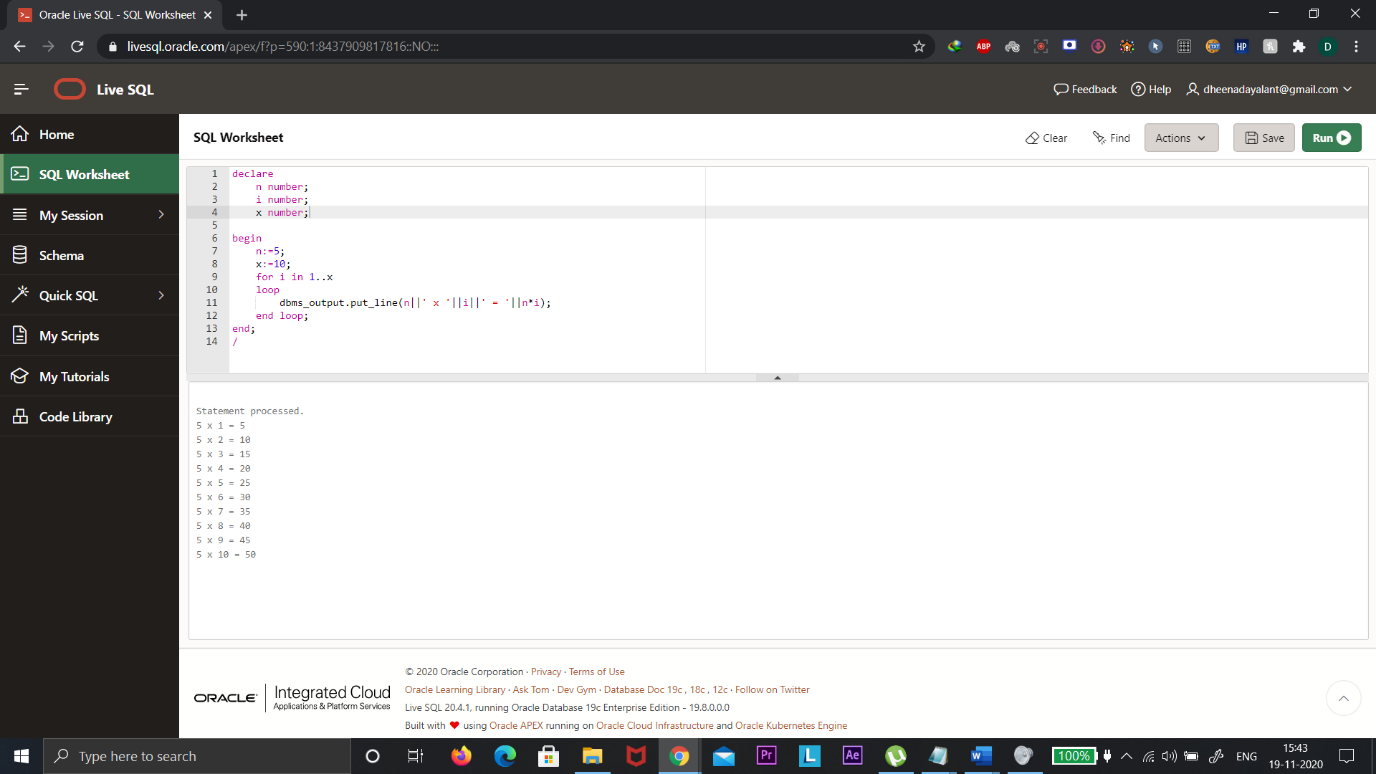 Oracle Live SQL - SQL Worksheet
livesql.oracle.com/apex/f?p=590:1:8437909817816::NO:::
ABP
HP
D
Live SQL
Feedback
Help
dheenadayalant@gmail.com
Home
SQL Worksheet
My Session
Schema
Quick SQL
My Scripts
My Tutorials
Code Library
SQL Worksheet
Clear
Find
Actions
Save
Run
1 declare
2 n number;
3 i number;
4 x number;
5
6 begin
7 n:=5;
8 x:=10;
9 for i in 1..x
10 loop
11 dbms_output.put_line(n||' x '||i||' = '||n*i);
12 end loop;
13 end;
14 /
Statement processed.
5 x 1 = 5
5 x 2 = 10
5 x 3 = 15
5 x 4 = 20
5 x 5 = 25
5 x 6 = 30
5 x 7 = 35
5 x 8 = 40
5 x 9 = 45
5 x 10 = 50
ORACLE
Integrated Cloud
Applications & Platform Services
© 2020 Oracle Corporation · Privacy · Terms of Use
Oracle Learning Library · Ask Tom · Dev Gym · Database Doc 19c, 18c, 12c · Follow on Twitter
Live SQL 20.4.1, running Oracle Database 19c Enterprise Edition - 19.8.0.0.0
Built with ❤ using Oracle APEX running on Oracle Cloud Infrastructure and Oracle Kubernetes Engine
Type here to search
Pr
L
Ae
W
100%
ENG
15:43
19-11-2020